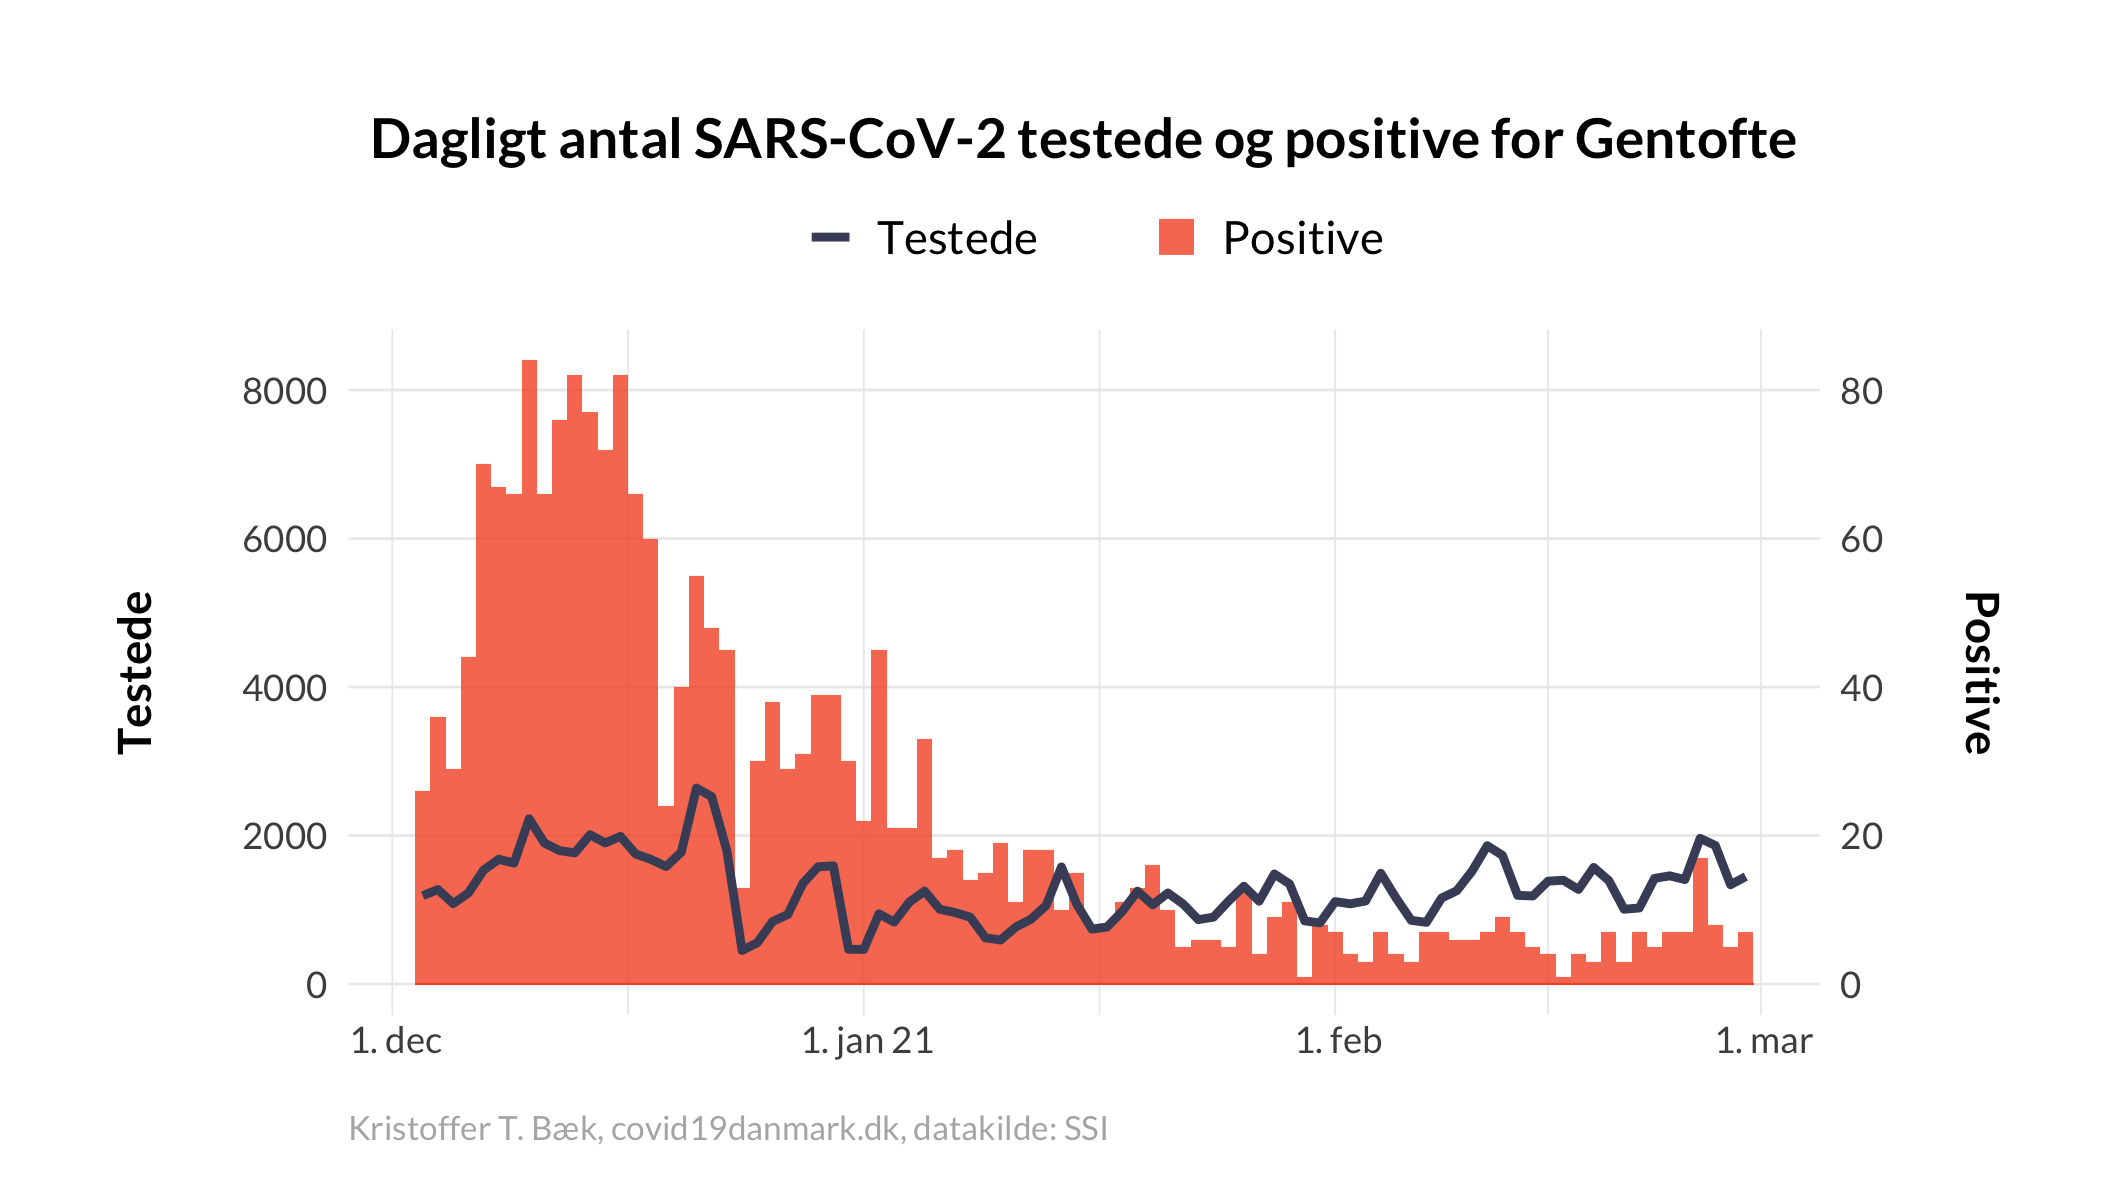 Dagligt antal SARS-CoV-2 testede og positive for Gentofte
Testede Positive
8000 80
6000 60
Testede
Positive
4000 40
2000 20
0 0
1. dec 1. jan 21 1. feb 1. mar
Kristoffer T. Bæk, covid19danmark.dk, datakilde: SSI